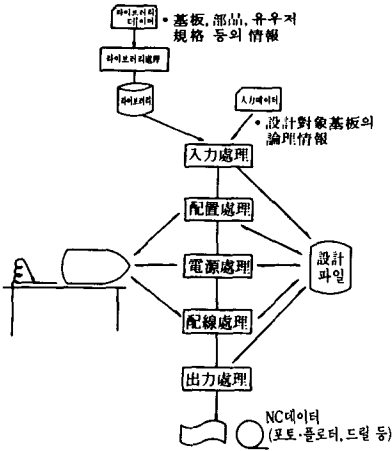 라이브러리
데이터
• 基板, 部品, 유우저
規格 등의 情報
라이브러리處理
라이브러리
入力데이터
• 設計對象基板의
論理情報
入力處理
配置處理
電源處理
設計
파일
配線處理
出力處理
NC데이터
(포토·플로터, 드릴 등)